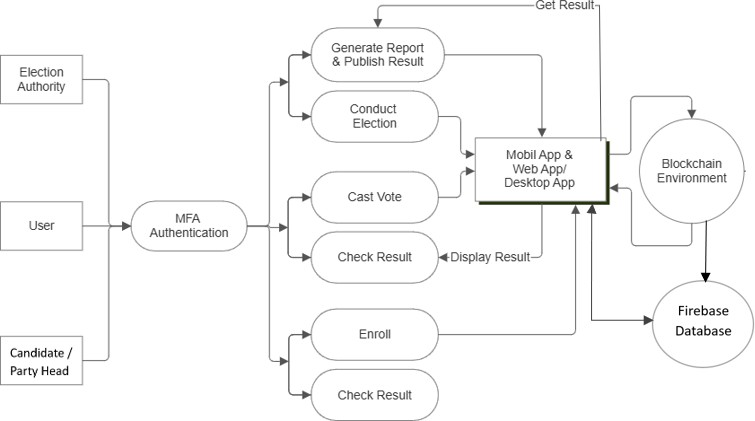 Get Result
Generate Report
& Publish Result
Election
Authority
Conduct
Election
Mobil App &
Web App/
Desktop App
Blockchain
Environment
Cast Vote
User
MFA
Authentication
Check Result
Display Result
Firebase
Database
Enroll
Candidate /
Party Head
Check Result